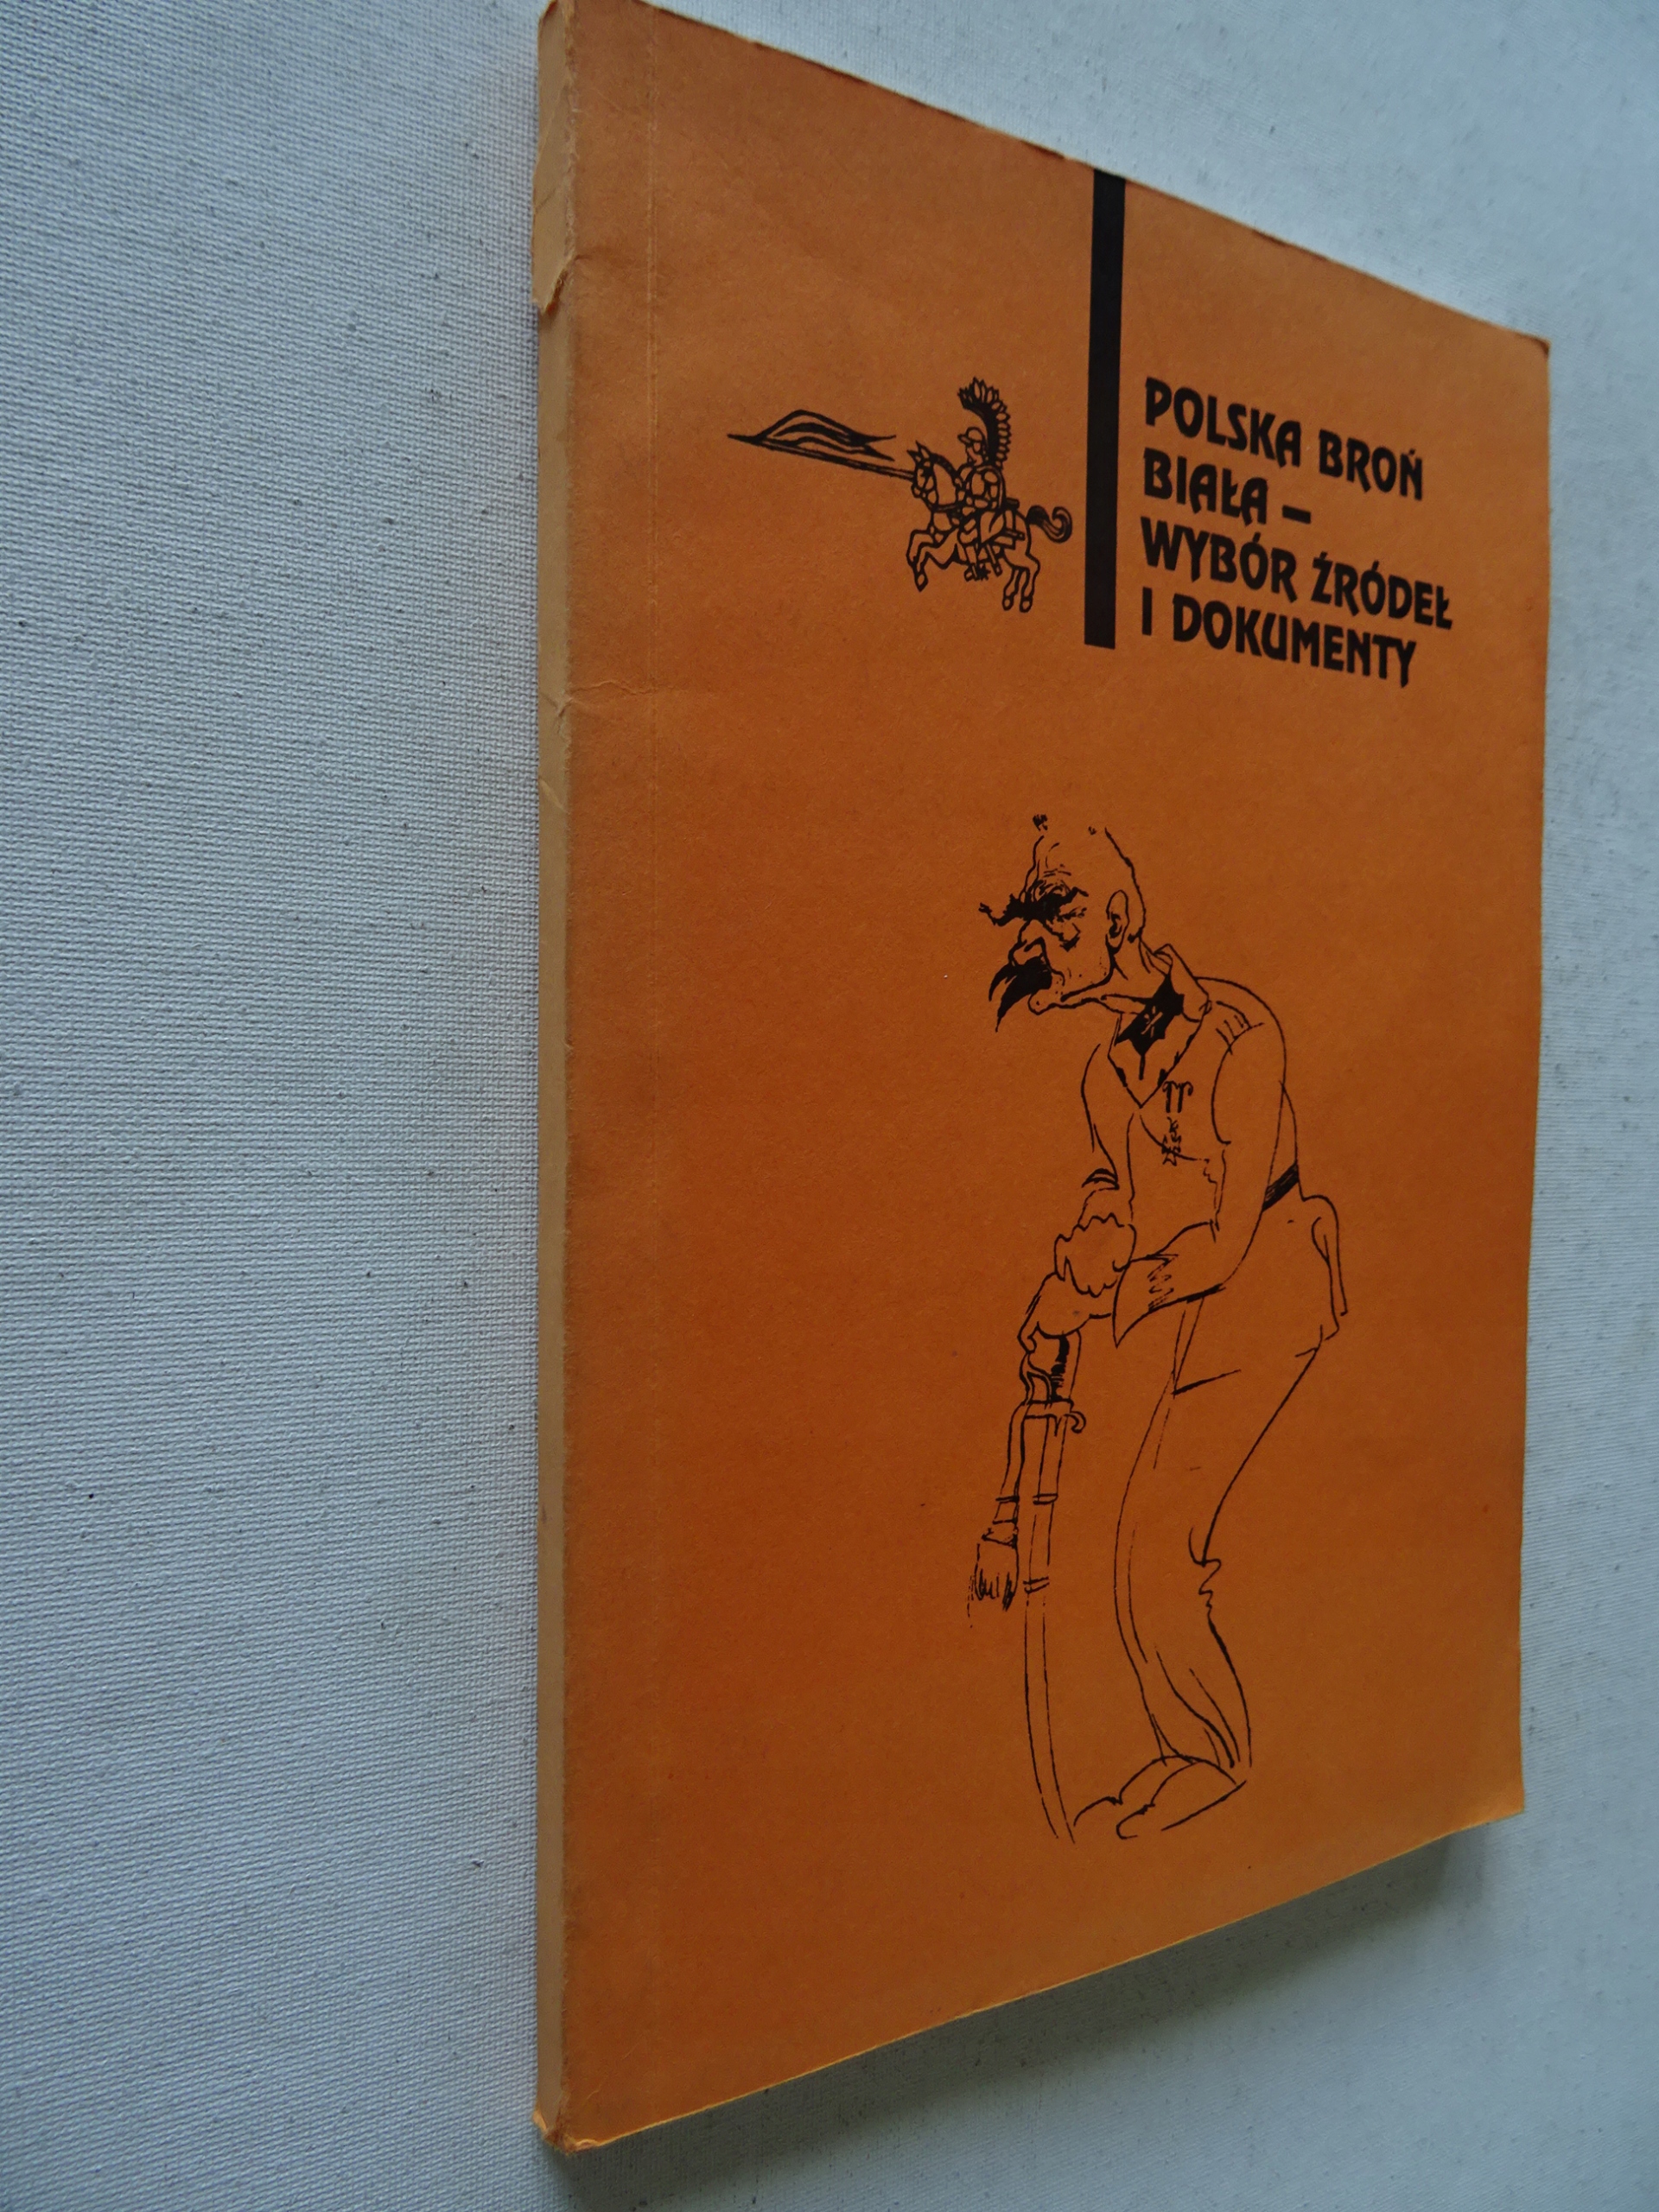 POLSKA BROŃ
BIAŁA –
WYBÓR ŹRÓDEŁ
I DOKUMENTY